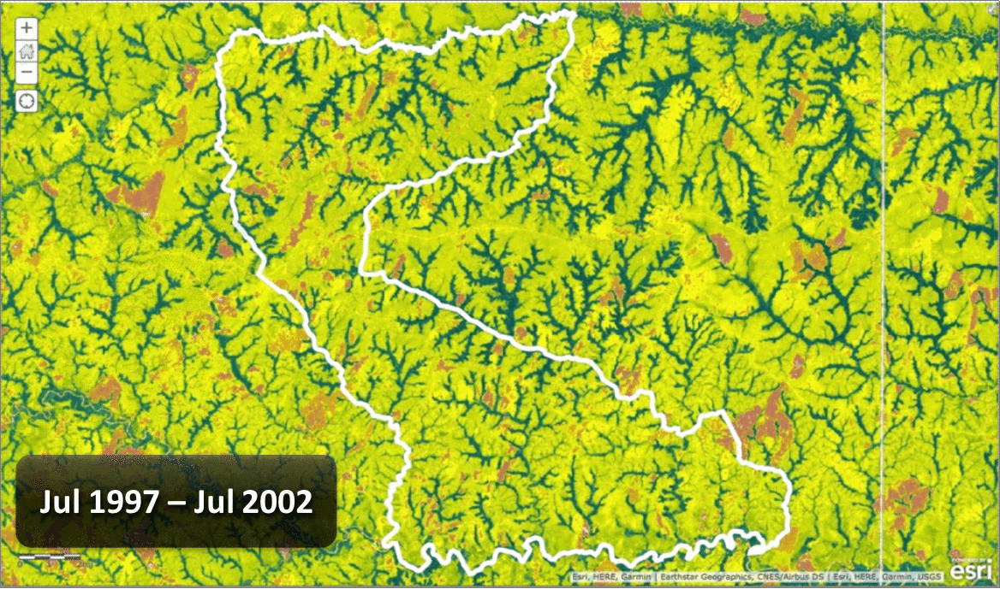 +
−
Jul 1997 – Jul 2002
0
Esri, HERE, Garmin | Earthstar Geographics, CNES/Airbus DS | Esri, HERE, Garmin, USGS
POWERED BY
esri